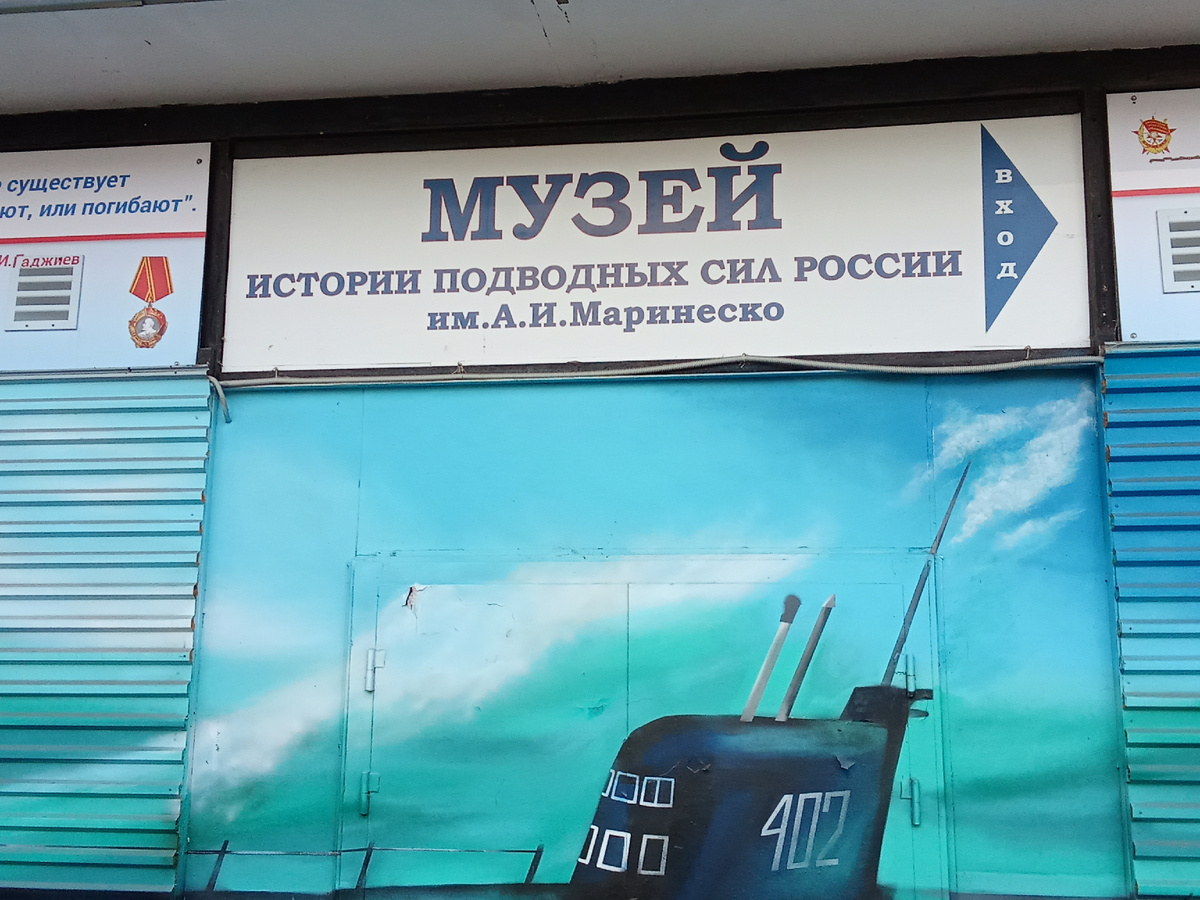 существует
ют, или погибают".
И.Гаджиев
МУЗЕЙ
ИСТОРИИ ПОДВОДНЫХ СИЛ РОССИИ
им.А.И.Маринеско
ВХОД
402